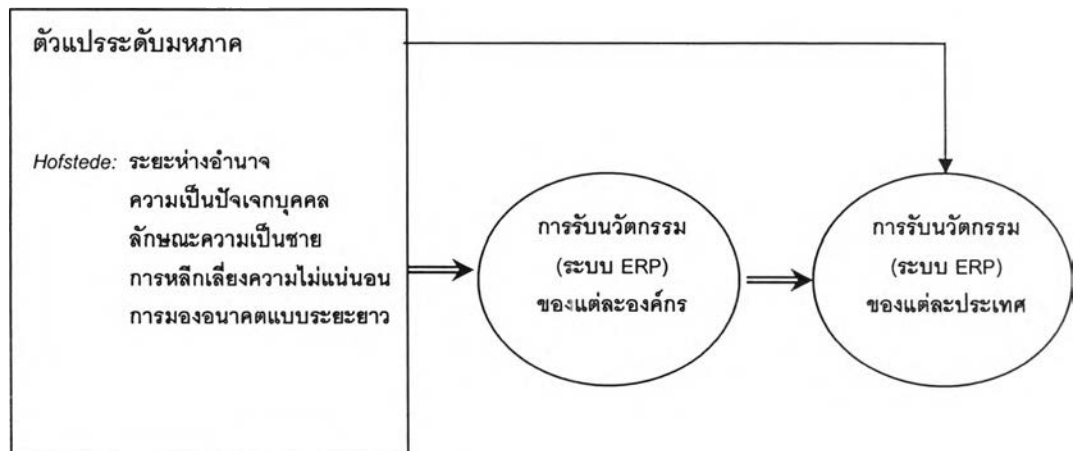 ตัวแปรระดับมหภาค
Hofstede: ระยะห่างอำนาจ
ความเป็นปัจเจกบุคคล
ลักษณะความเป็นชาย
การหลีกเลี่ยงความไม่แน่นอน
การมองอนาคตแบบระยะยาว
การรับนวัตกรรม
(ระบบ ERP)
ของแต่ละองค์กร
การรับนวัตกรรม
(ระบบ ERP)
ของแต่ละประเทศ